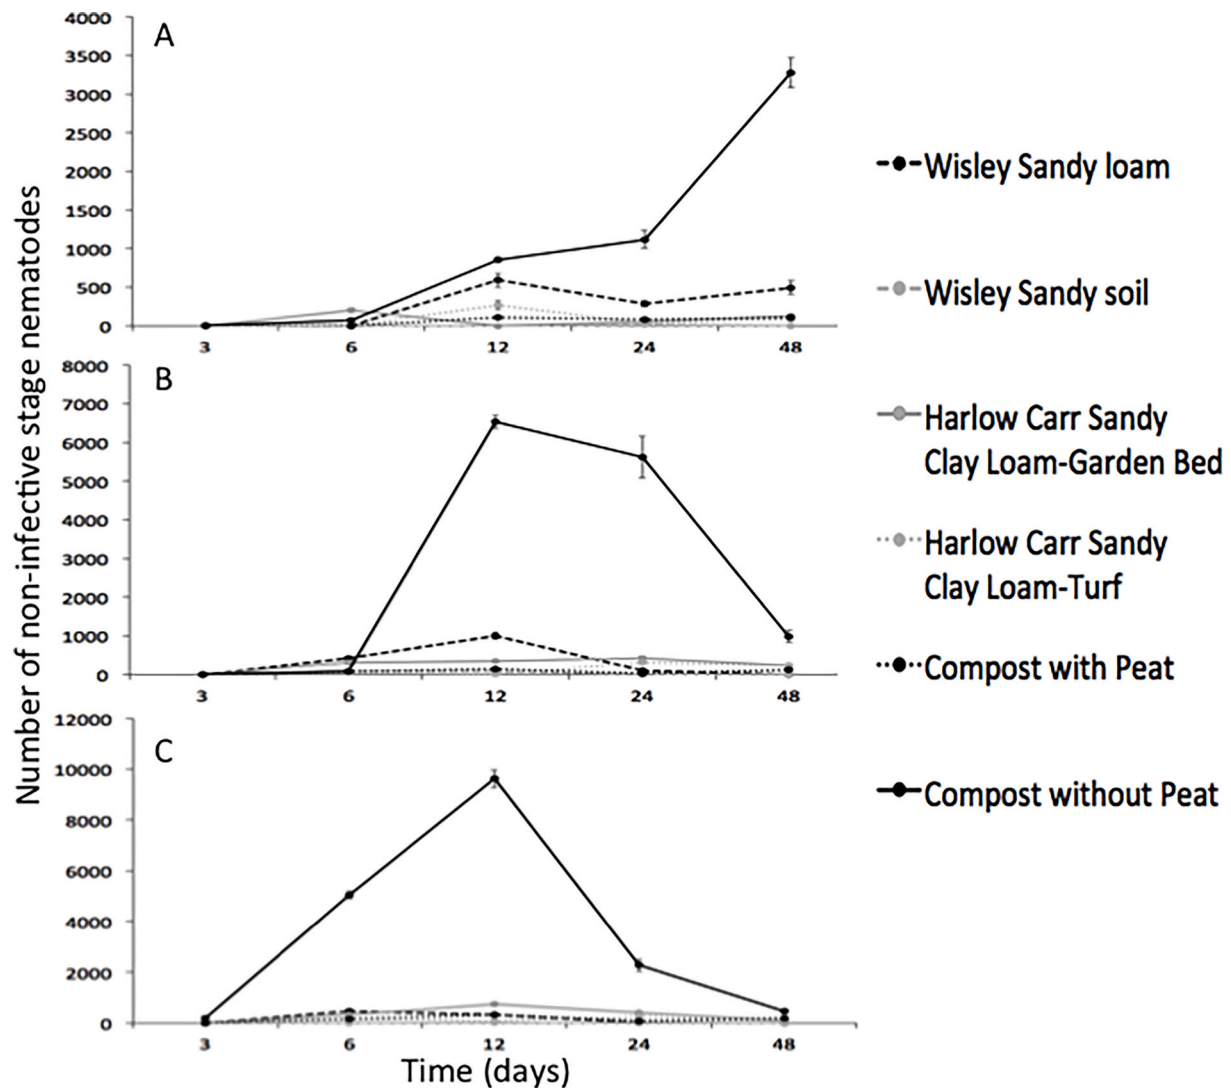 Number of non-infective stage nematodes
A
4000
3500
3000
2500
2000
1500
1000
500
0
3 6 12 24 48
B
8000
7000
6000
5000
4000
3000
2000
1000
0
3 6 12 24 48
C
12000
10000
8000
6000
4000
2000
0
3 6 12 24 48
Time (days)
Wisley Sandy loam
Wisley Sandy soil
Harlow Carr Sandy
Clay Loam-Garden Bed
Harlow Carr Sandy
Clay Loam-Turf
Compost with Peat
Compost without Peat